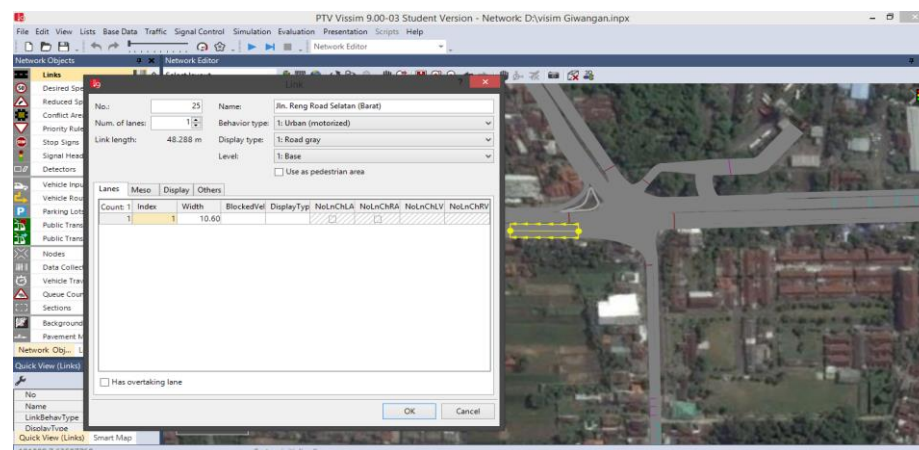 PTV Vissim 9.00-03 Student Version - Network: D:\visim Giwangan.inpx
File Edit View Lists Base Data Traffic Signal Control Simulation Evaluation Presentation Scripts Help
Network Editor
Network Objects
Network Editor
Links
Select layout
Desired Spe
Reduced Sp
Conflict Are
Priority Rule
Stop Signs
Signal Head
Detectors
Vehicle Inpu
Vehicle Rou
Parking Lots
Public Trans
Public Trans
Nodes
Data Collect
Vehicle Trav
Queue Coun
Sections
Background
Pavement M
Network Obj... L
Quick View (Links)
No
Name
LinkBehavType
DisplayType
Quick View (Links) Smart Map
Link
No.: 25 Name: Jln. Reng Road Selatan (Barat)
Num. of lanes: 1 Behavior type: 1: Urban (motorized)
Link length: 48.288 m Display type: 1: Road gray
Level: 1: Base
Use as pedestrian area
Lanes Meso Display Others
Count: 1 Index Width BlockedVel DisplayTyp NoLnChLA NoLnChRA NoLnChLV NoLnChRV
1 1 10.60
Has overtaking lane
OK Cancel